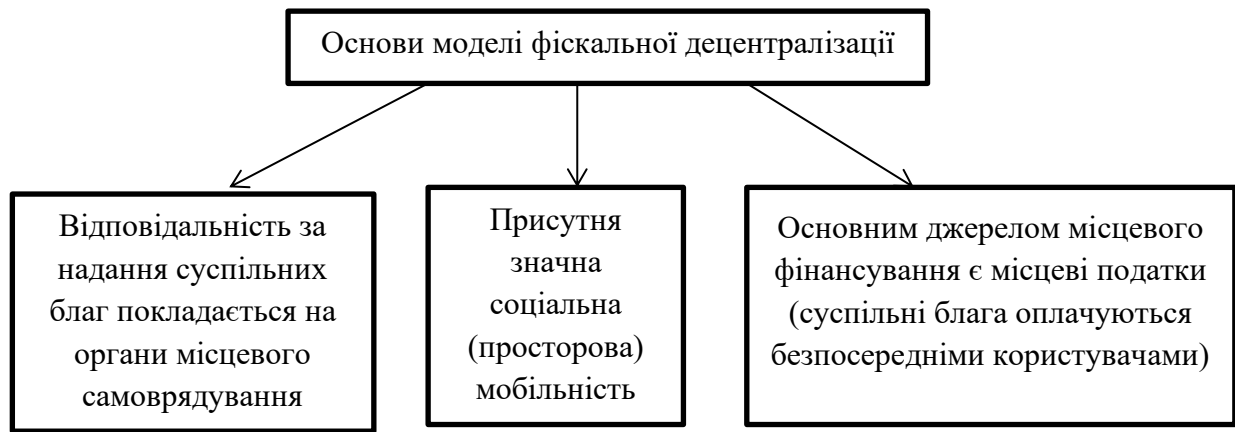 Основи моделі фіскальної децентралізації
Відповідальність за
надання суспільних
благ покладається на
органи місцевого
самоврядування
Присутня
значна
соціальна
(просторова)
мобільність
Основним джерелом місцевого
фінансування є місцеві податки
(суспільні блага оплачуються
безпосередніми користувачами)